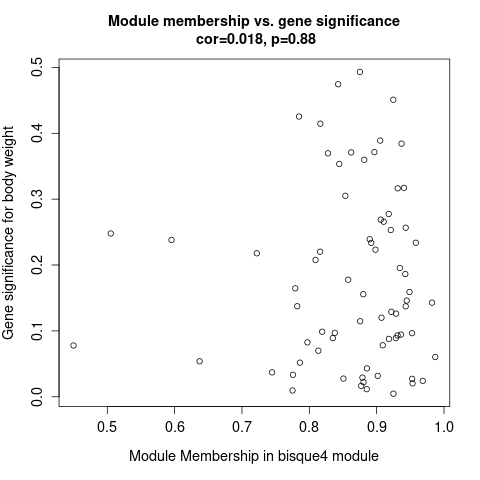 Module membership vs. gene significance
cor=0.018, p=0.88
0.5
0.4
0.3
0.2
0.1
0.0
Gene significance for body weight
0.5 0.6 0.7 0.8 0.9 1.0
Module Membership in bisque4 module